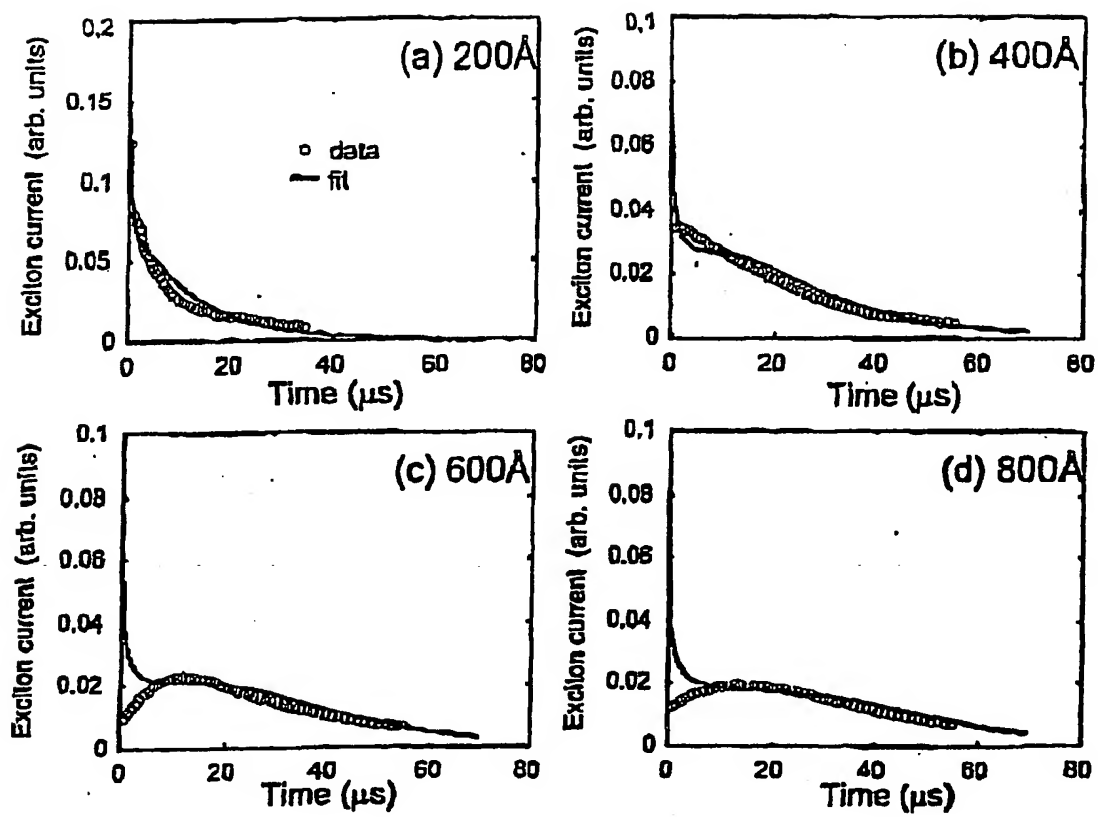 (a) 200Å
Exciton current (arb. units)
0,2
0.15
0.1
0.05
0
data
fit
0 20 40 60 80
Time (µs)
(b) 400Å
Exciton current (arb. units)
0,1
0.08
0.06
0.04
0.02
0
0 20 40 60 80
Time (µs)
(c) 600Å
Exciton current (arb. units)
0.1
0.08
0.06
0.04
0.02
0
0 20 40 60 80
Time (µs)
(d) 800Å
Exciton current (arb. units)
0,1
0.08
0.06
0.04
0.02
0
0 20 40 60 80
Time (µs)